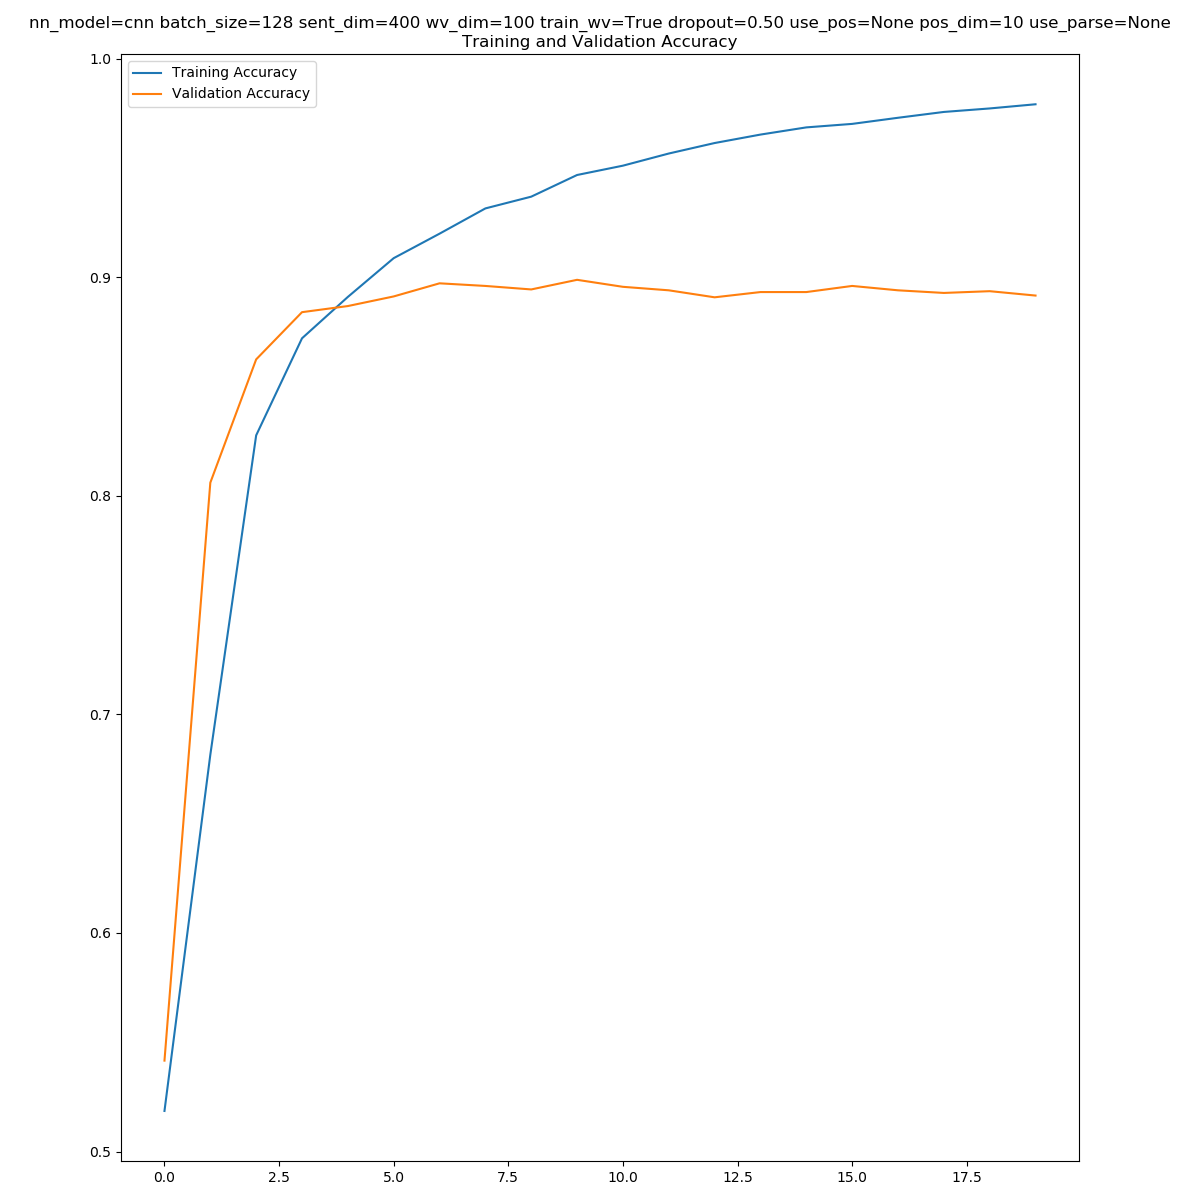 nn_model=cnn batch_size=128 sent_dim=400 wv_dim=100 train_wv=True dropout=0.50 use_pos=None pos_dim=10 use_parse=None
Training and Validation Accuracy
Training Accuracy
Validation Accuracy
1.0
0.9
0.8
0.7
0.6
0.5
0.0 2.5 5.0 7.5 10.0 12.5 15.0 17.5